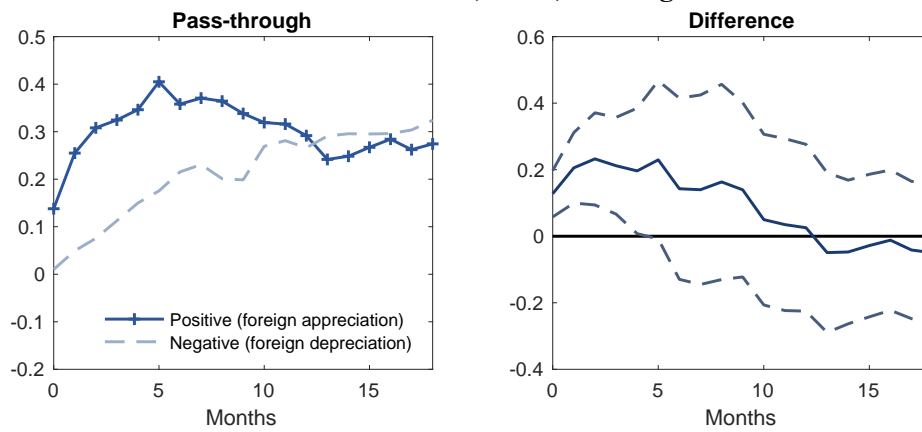 Pass-through
0.5
0.4
0.3
0.2
0.1
0
-0.1
-0.2
Positive (foreign appreciation)
Negative (foreign depreciation)
0 5 10 15
Months
Difference
0.6
0.4
0.2
0
-0.2
-0.4
0 5 10 15
Months